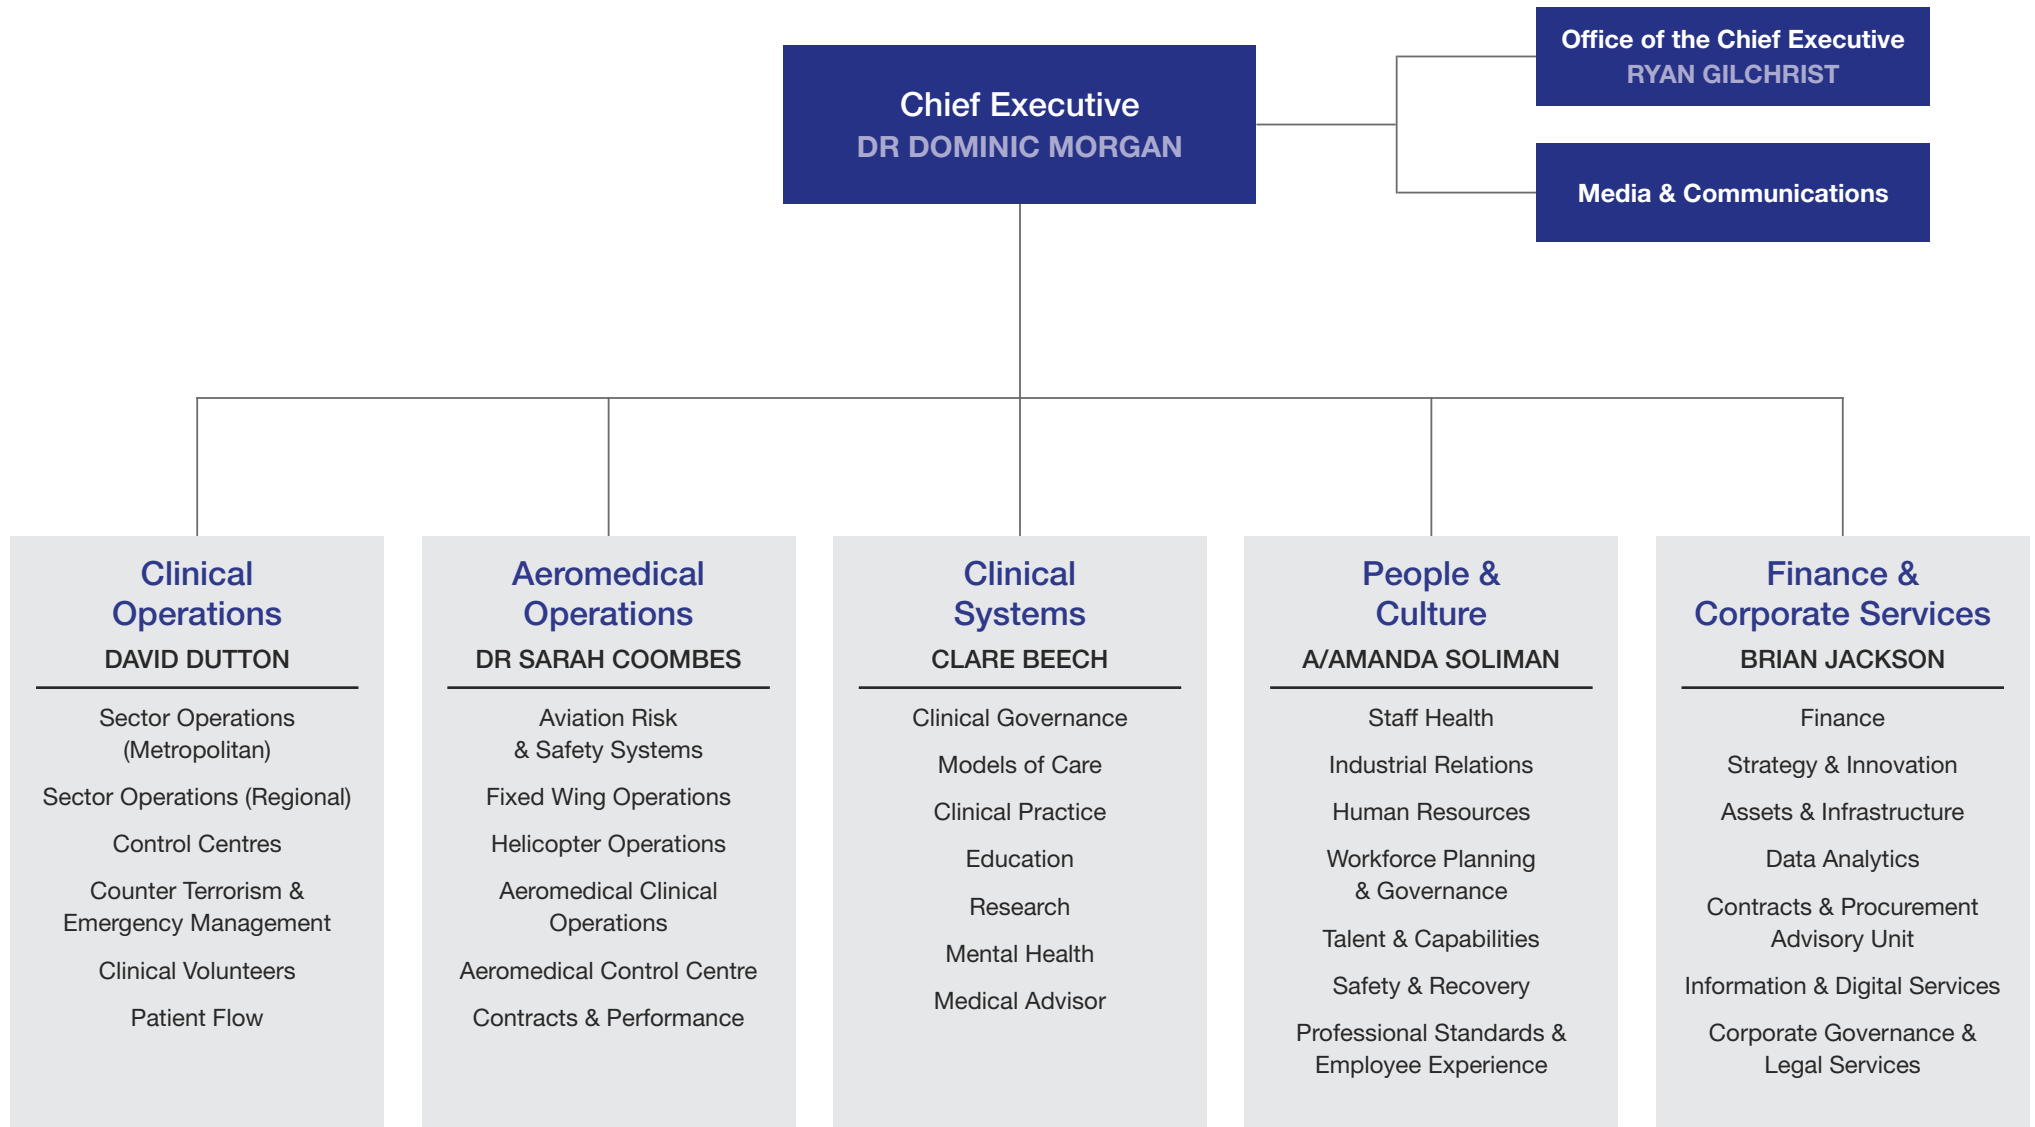 Office of the Chief Executive
RYAN GILCHRIST
Chief Executive
DR DOMINIC MORGAN
Media & Communications
Clinical
Operations
DAVID DUTTON
Sector Operations
(Metropolitan)
Sector Operations (Regional)
Control Centres
Counter Terrorism &
Emergency Management
Clinical Volunteers
Patient Flow
Aeromedical
Operations
DR SARAH COOMBES
Aviation Risk
& Safety Systems
Fixed Wing Operations
Helicopter Operations
Aeromedical Clinical
Operations
Aeromedical Control Centre
Contracts & Performance
Clinical
Systems
CLARE BEECH
Clinical Governance
Models of Care
Clinical Practice
Education
Research
Mental Health
Medical Advisor
People &
Culture
A/AMANDA SOLIMAN
Staff Health
Industrial Relations
Human Resources
Workforce Planning
& Governance
Talent & Capabilities
Safety & Recovery
Professional Standards &
Employee Experience
Finance &
Corporate Services
BRIAN JACKSON
Finance
Strategy & Innovation
Assets & Infrastructure
Data Analytics
Contracts & Procurement
Advisory Unit
Information & Digital Services
Corporate Governance &
Legal Services